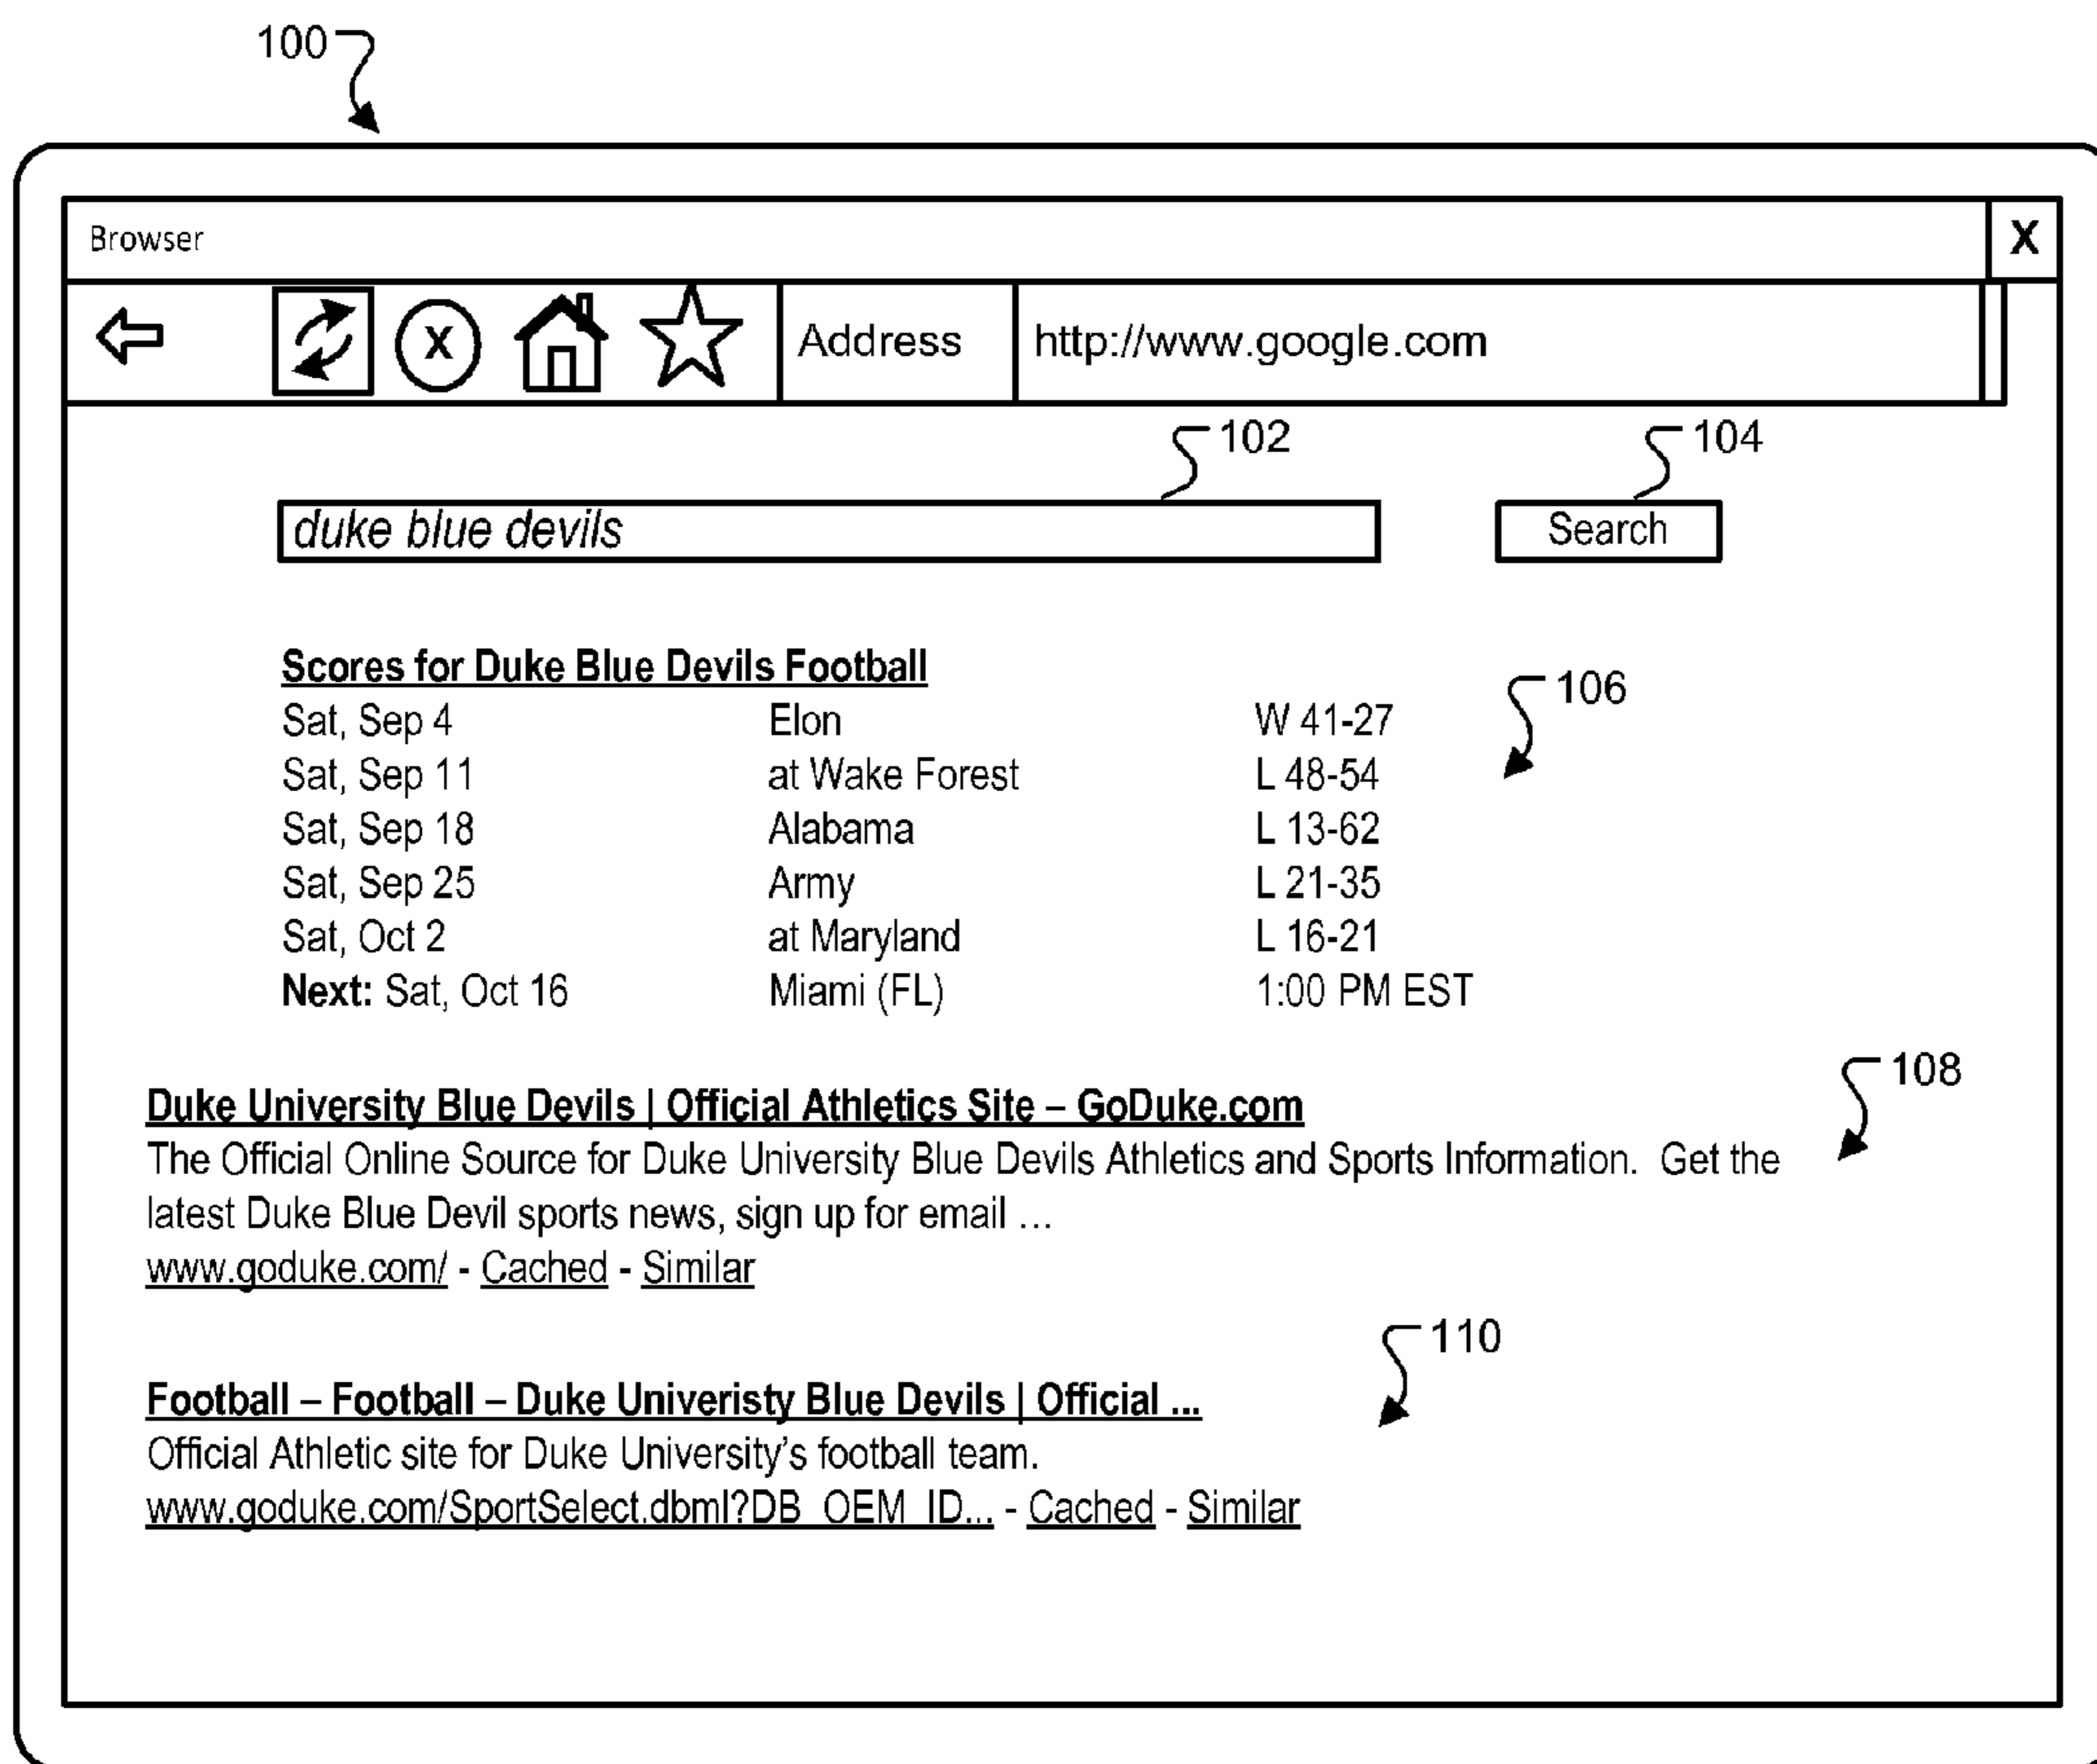 100
Browser X
X Address http://www.google.com
102 104
duke blue devils Search
Scores for Duke Blue Devils Football
106
Sat, Sep 4 Elon W 41-27
Sat, Sep 11 at Wake Forest L 48-54
Sat, Sep 18 Alabama L 13-62
Sat, Sep 25 Army L 21-35
Sat, Oct 2 at Maryland L 16-21
Next: Sat, Oct 16 Miami (FL) 1:00 PM EST
108
Duke University Blue Devils | Official Athletics Site – GoDuke.com
The Official Online Source for Duke University Blue Devils Athletics and Sports Information. Get the
latest Duke Blue Devil sports news, sign up for email ...
www.goduke.com/ - Cached - Similar
110
Football – Football – Duke Univeristy Blue Devils | Official ...
Official Athletic site for Duke University's football team.
www.goduke.com/SportSelect.dbml?DB_OEM_ID... - Cached - Similar